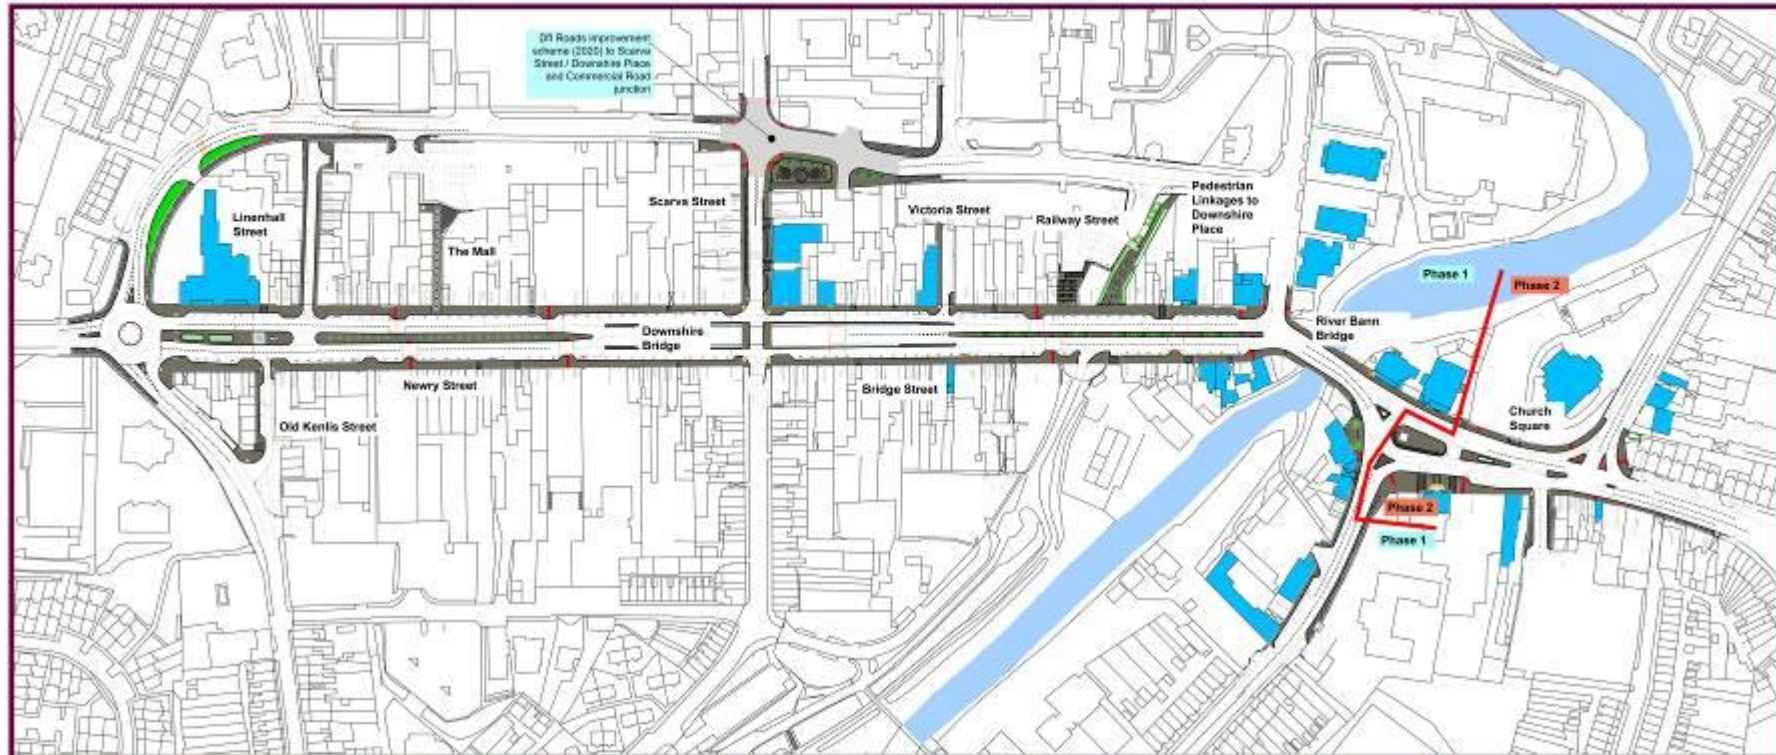 DfI Roads improvement
scheme (2020) to Scarva
Street / Downshire Place
and Commercial Road
junction
Linenhall
Street
The Mall
Scarva Street
Victoria Street
Railway Street
Pedestrian
Linkages to
Downshire
Place
Phase 1
Phase 2
River Bann
Bridge
Downshire
Bridge
Newry Street
Bridge Street
Old Kenlis Street
Church
Square
Phase 2
Phase 1